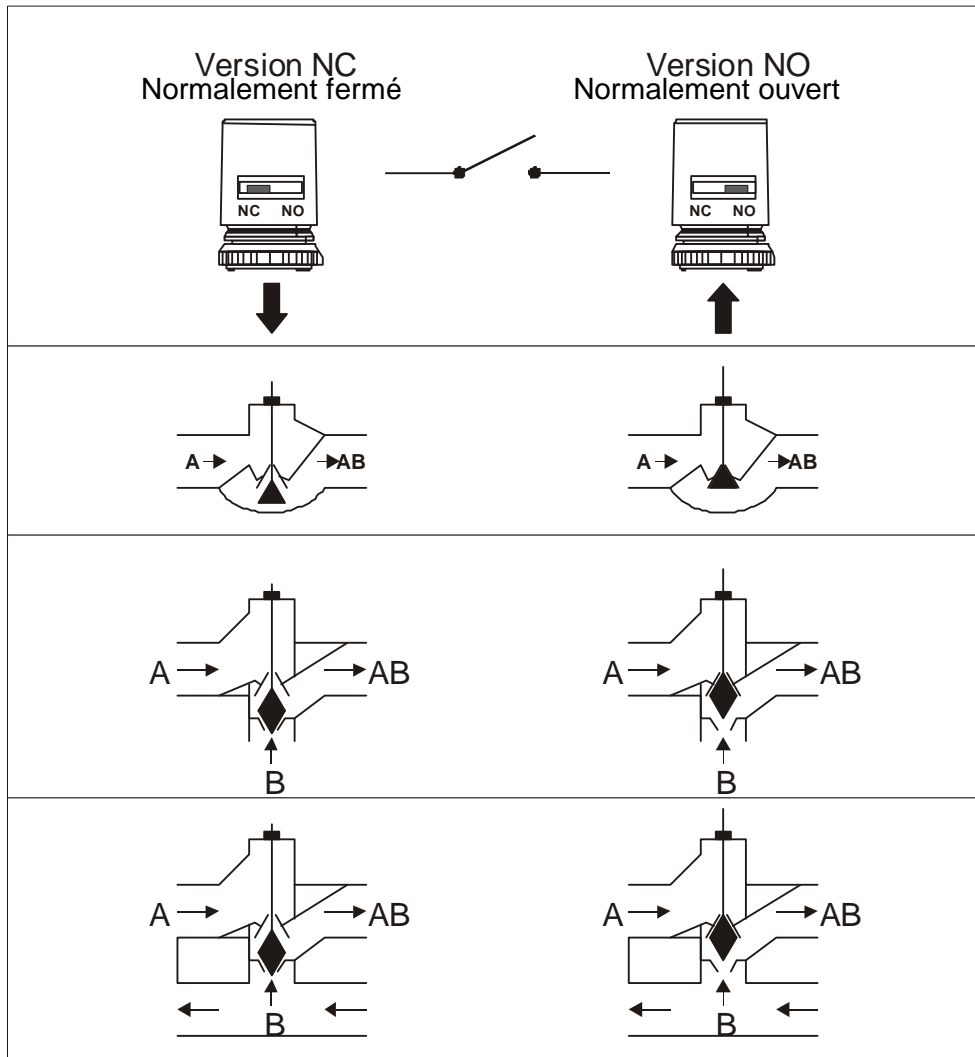 Version NC
Normalement fermé
Version NO
Normalement ouvert
NC NO
NC NO
A AB
A AB
A AB
B
A AB
B
A AB
B
A AB
B